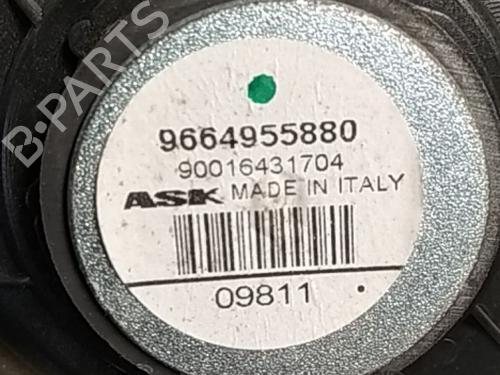 B-PARTS
9664955880
90016431704
ASK MADE IN ITALY
09811